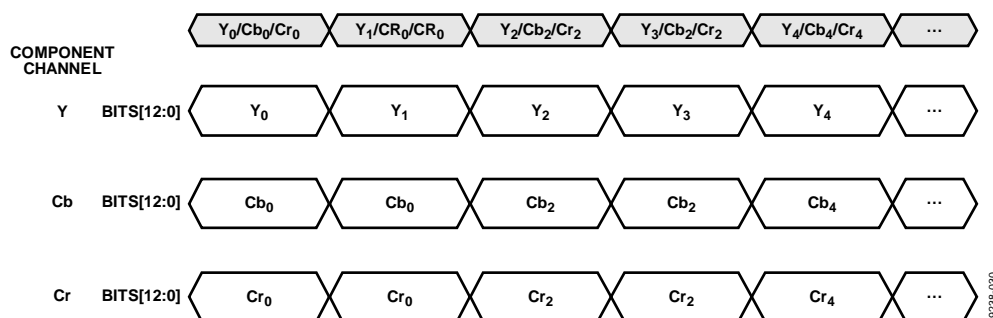 Y0/Cb0/Cr0 Y1/CR0/CR0 Y2/Cb2/Cr2 Y3/Cb2/Cr2 Y4/Cb4/Cr4 ...
COMPONENT
CHANNEL
Y BITS[12:0] Y0 Y1 Y2 Y3 Y4 ...
Cb BITS[12:0] Cb0 Cb0 Cb2 Cb2 Cb4 ...
Cr BITS[12:0] Cr0 Cr0 Cr2 Cr2 Cr4 ...